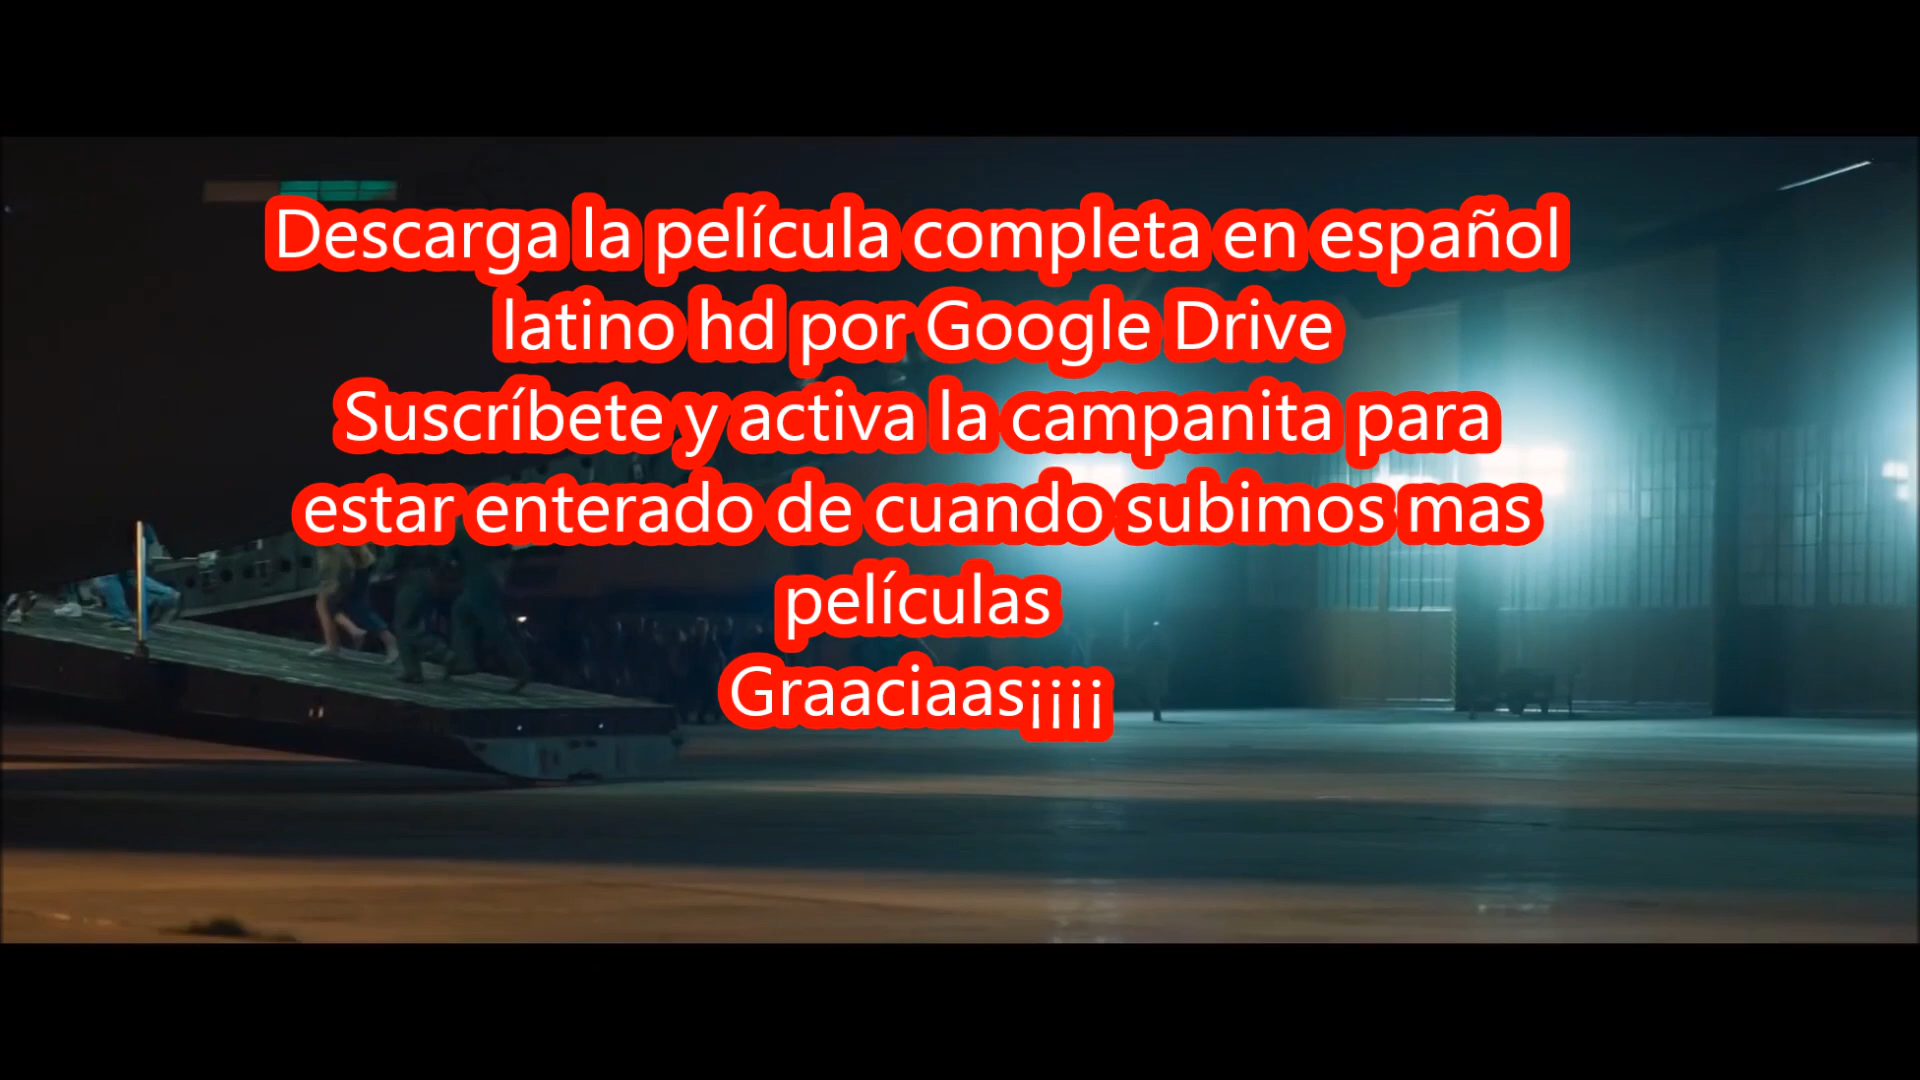 Descarga la película completa en español
latino hd por Google Drive
Suscríbete y activa la campanita para
estar enterado de cuando subimos mas
películas
Graaciaas¡¡¡¡